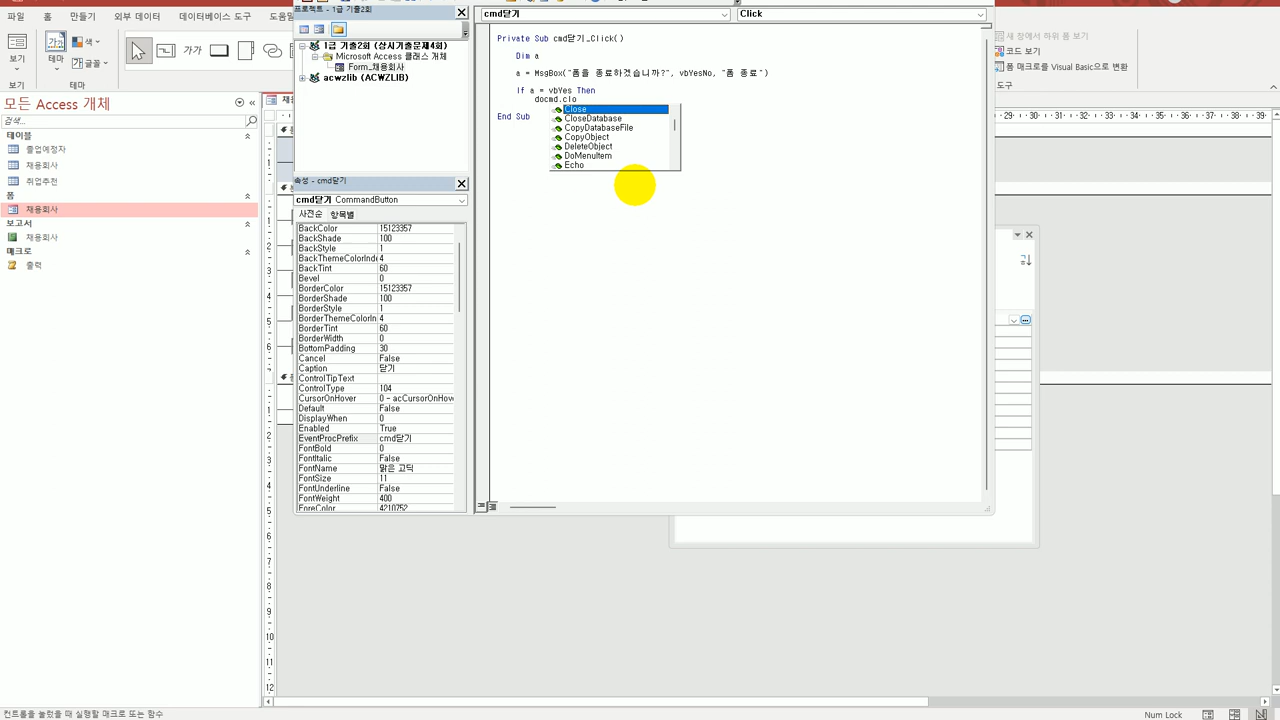 프로젝트 - 1급 기출2회
cmd닫기
Click
파일
만들기
외부 데이터
데이터베이스 도구
보기
테마
색
글꼴
가가
보기
테마
1급 기출2회 (상시기출문제4회)
Microsoft Access 클래스 개체
Form_채용회사
acwzlib (ACWZLIB)
새 창에서 하위 폼 보기
코드 보기
폼 매크로를 Visual Basic으로 변환
도구
모든 Access 개체
검색...
테이블
졸업예정자
채용회사
취업추천
폼
채용회사
보고서
채용회사
매크로
출력
Private Sub cmd닫기_Click()
Dim a
a = MsgBox("폼을 종료하겠습니까?", vbYesNo, "폼 종료")
If a = vbYes Then
docmd.clo
End Sub
Close
CloseDatabase
CopyDatabaseFile
CopyObject
DeleteObject
DoMenuItem
Echo
속성 - cmd닫기
cmd닫기 CommandButton
사전순 항목별
BackColor 15123357
BackShade 100
BackStyle 1
BackThemeColorInde 4
BackTint 60
Bevel 0
BorderColor 15123357
BorderShade 100
BorderStyle 1
BorderThemeColorIn 4
BorderTint 60
BorderWidth 0
BottomPadding 30
Cancel False
Caption 닫기
ControlTipText
ControlType 104
CursorOnHover 0 - acCursorOnHove
Default False
DisplayWhen 0
Enabled True
EventProcPrefix cmd닫기
FontBold 0
FontItalic False
FontName 맑은 고딕
FontSize 11
FontUnderline False
FontWeight 400
ForeColor 4210752
컨트롤을 눌렀을 때 실행할 매크로 또는 함수
Num Lock